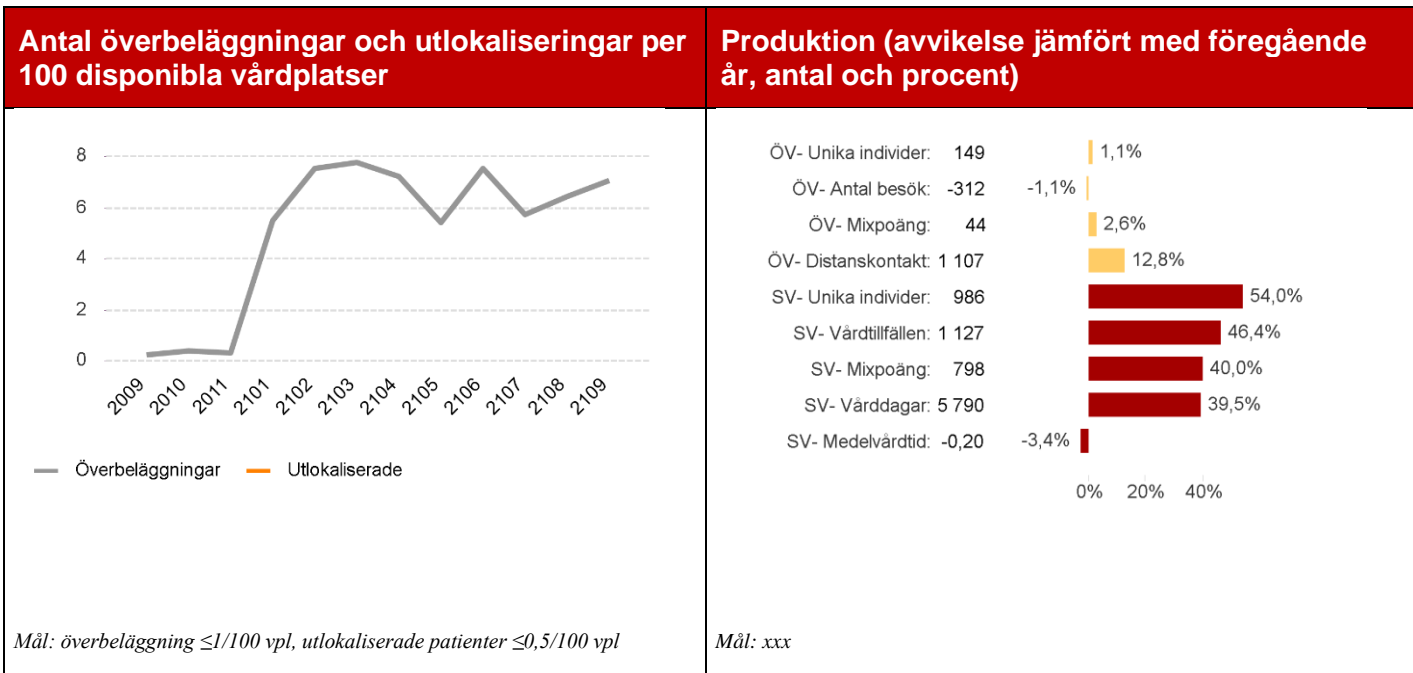 Antal överbeläggningar och utlokaliseringar per
100 disponibla vårdplatser
8
6
4
2
0
2009
2010
2011
2101
2102
2103
2104
2105
2106
2107
2108
2109
Överbeläggningar
Utlokaliserade
Mål: överbeläggning ≤1/100 vpl, utlokaliserade patienter ≤0,5/100 vpl
Produktion (avvikelse jämfört med föregående
år, antal och procent)
ÖV- Unika individer: 149 1,1%
ÖV- Antal besök: -312 -1,1%
ÖV- Mixpoäng: 44 2,6%
ÖV- Distanskontakt: 1 107 12,8%
SV- Unika individer: 986 54,0%
SV- Vårdtillfällen: 1 127 46,4%
SV- Mixpoäng: 798 40,0%
SV- Vårddagar: 5 790 39,5%
SV- Medelvårdtid: -0,20 -3,4%
0% 20% 40%
Mål: xxx